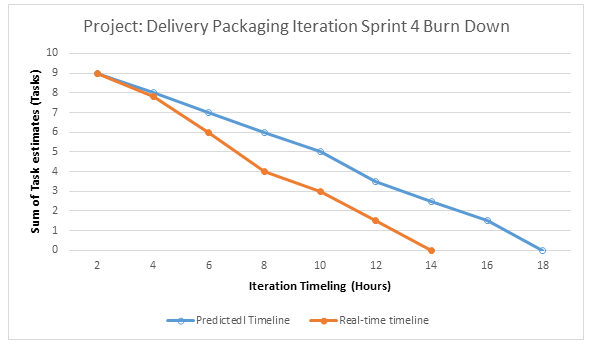 Project: Delivery Packaging Iteration Sprint 4 Burn Down
Sum of Task estimates (Tasks)
10
9
8
7
6
5
4
3
2
1
0
2 4 6 8 10 12 14 16 18
Iteration Timeling (Hours)
Predictedl Timeline Real-time timeline